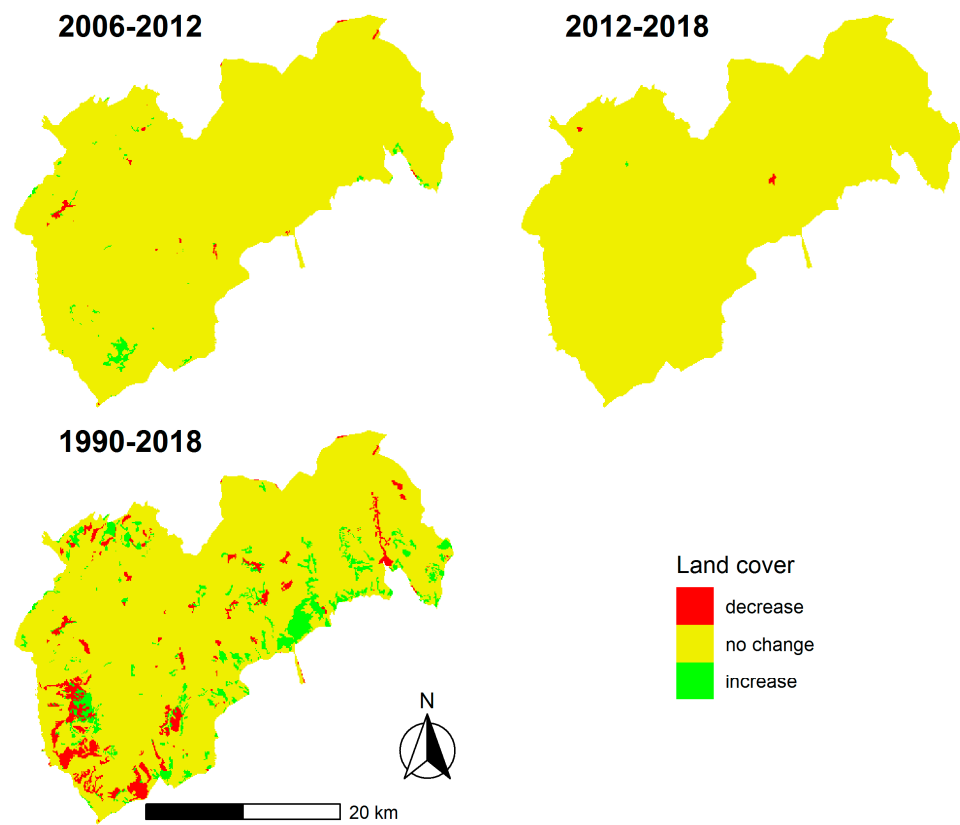 2006-2012
2012-2018
1990-2018
Land cover
decrease
no change
increase
N
20 km